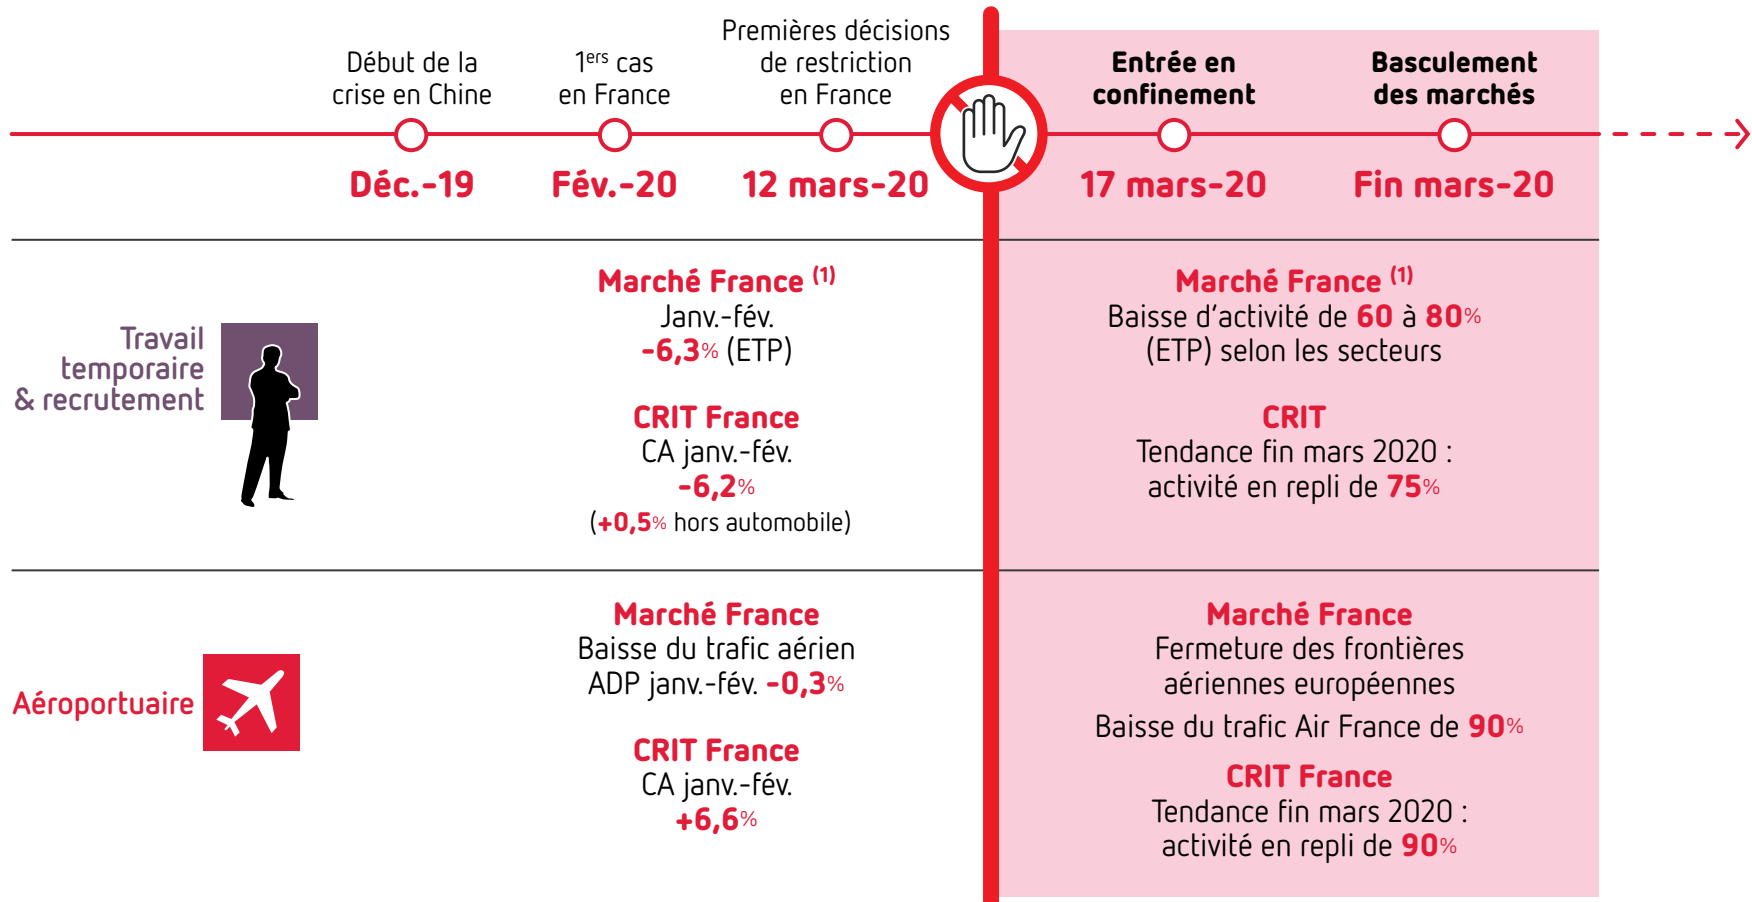 Début de la
crise en Chine
1ers cas
en France
Premières décisions
de restriction
en France
Entrée en
confinement
Basculement
des marchés
Déc.-19
Fév.-20
12 mars-20
17 mars-20
Fin mars-20
Travail
temporaire
& recrutement
Marché France (1)
Janv.-fév.
-6,3% (ETP)
CRIT France
CA janv.-fév.
-6,2%
(+0,5% hors automobile)
Marché France (1)
Baisse d'activité de 60 à 80%
(ETP) selon les secteurs
CRIT
Tendance fin mars 2020 :
activité en repli de 75%
Aéroportuaire
Marché France
Baisse du trafic aérien
ADP janv.-fév. -0,3%
CRIT France
CA janv.-fév.
+6,6%
Marché France
Fermeture des frontières
aériennes européennes
Baisse du trafic Air France de 90%
CRIT France
Tendance fin mars 2020 :
activité en repli de 90%